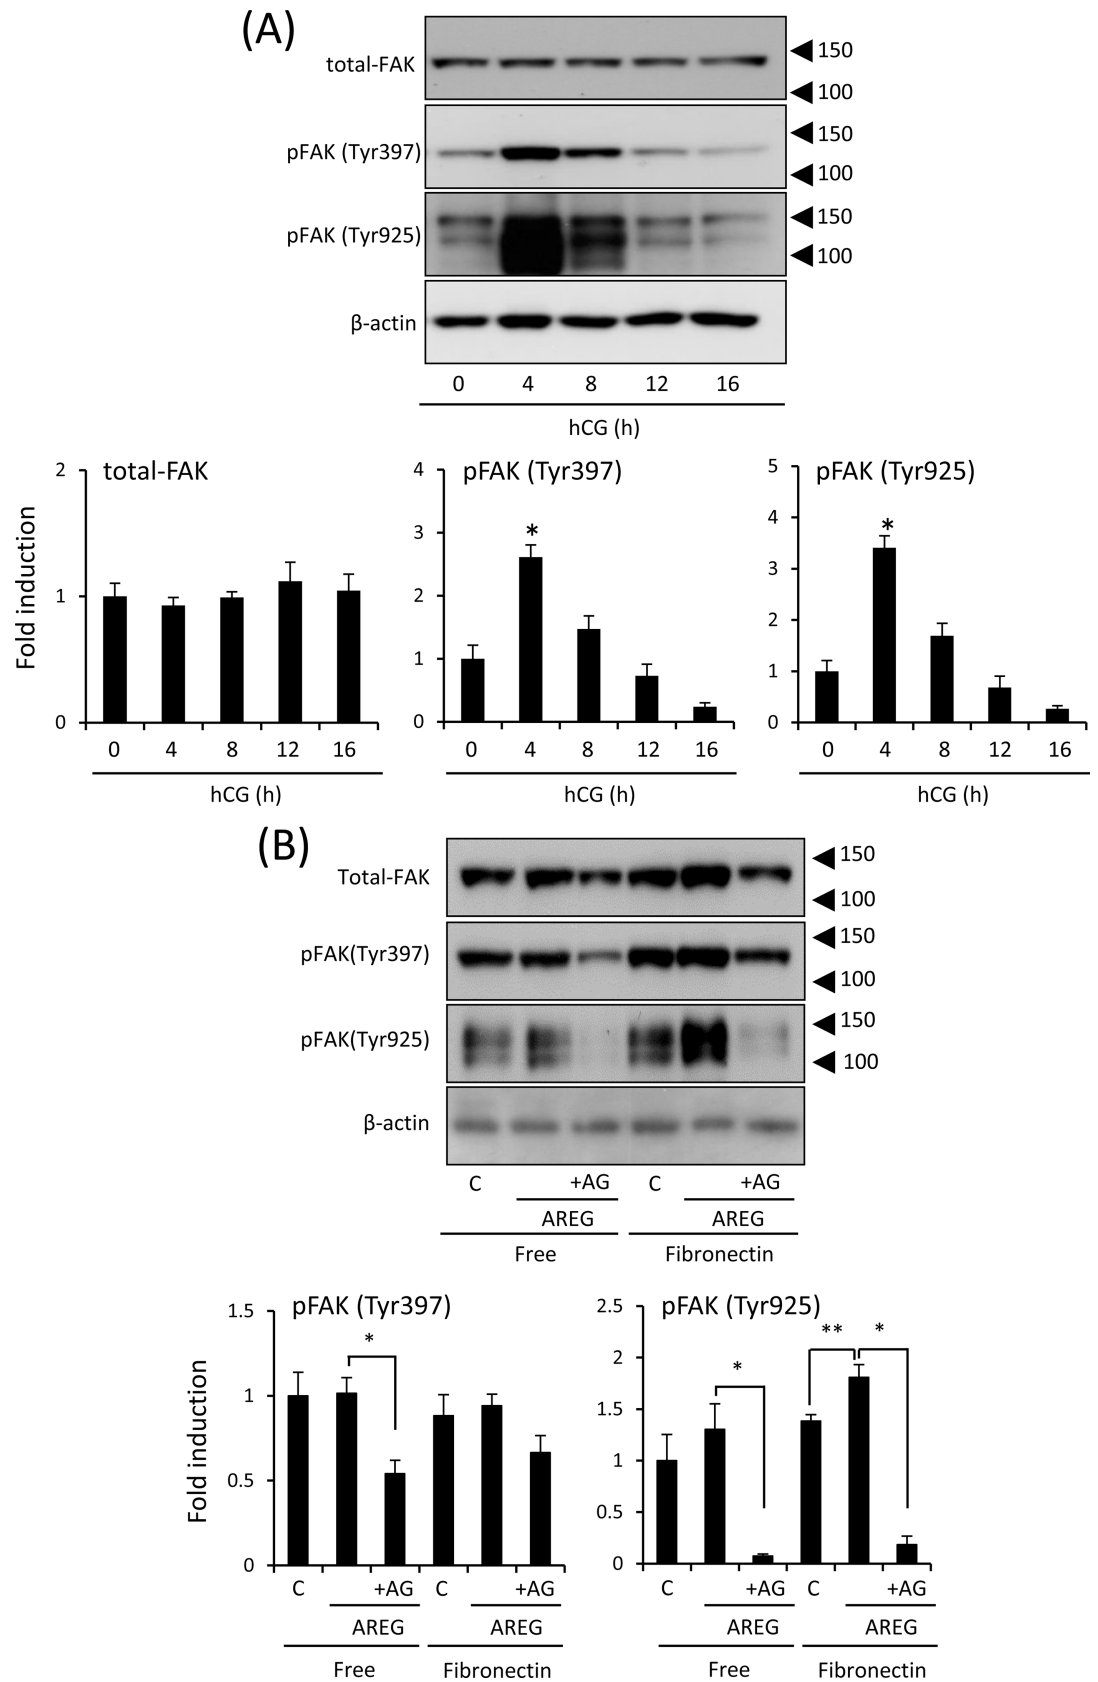 (A)
total-FAK
150
100
pFAK (Tyr397)
150
100
pFAK (Tyr925)
150
100
β-actin
0 4 8 12 16
hCG (h)
total-FAK
Fold induction
2
1
0
0 4 8 12 16
hCG (h)
pFAK (Tyr397)
4
3
2
1
0
*
0 4 8 12 16
hCG (h)
pFAK (Tyr925)
5
4
3
2
1
0
*
0 4 8 12 16
hCG (h)
(B)
Total-FAK
150
100
pFAK(Tyr397)
150
100
pFAK(Tyr925)
150
100
β-actin
C +AG C +AG
AREG AREG
Free Fibronectin
pFAK (Tyr397)
Fold induction
1.5
1
0.5
0
*
C +AG C +AG
AREG AREG
Free Fibronectin
pFAK (Tyr925)
2.5
2
1.5
1
0.5
0
*
** *
C +AG C +AG
AREG AREG
Free Fibronectin